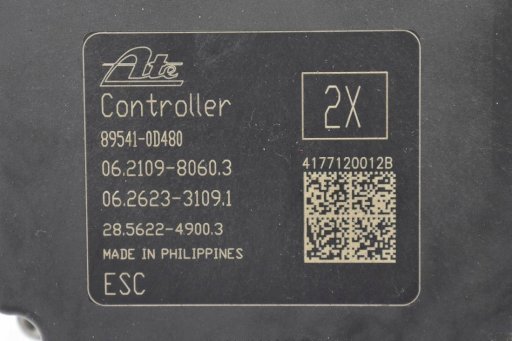 Ate
Controller
89541-0D480
06.2109-8060.3
06.2623-3109.1
28.5622-4900.3
MADE IN PHILIPPINES
ESC
2X
4177120012B